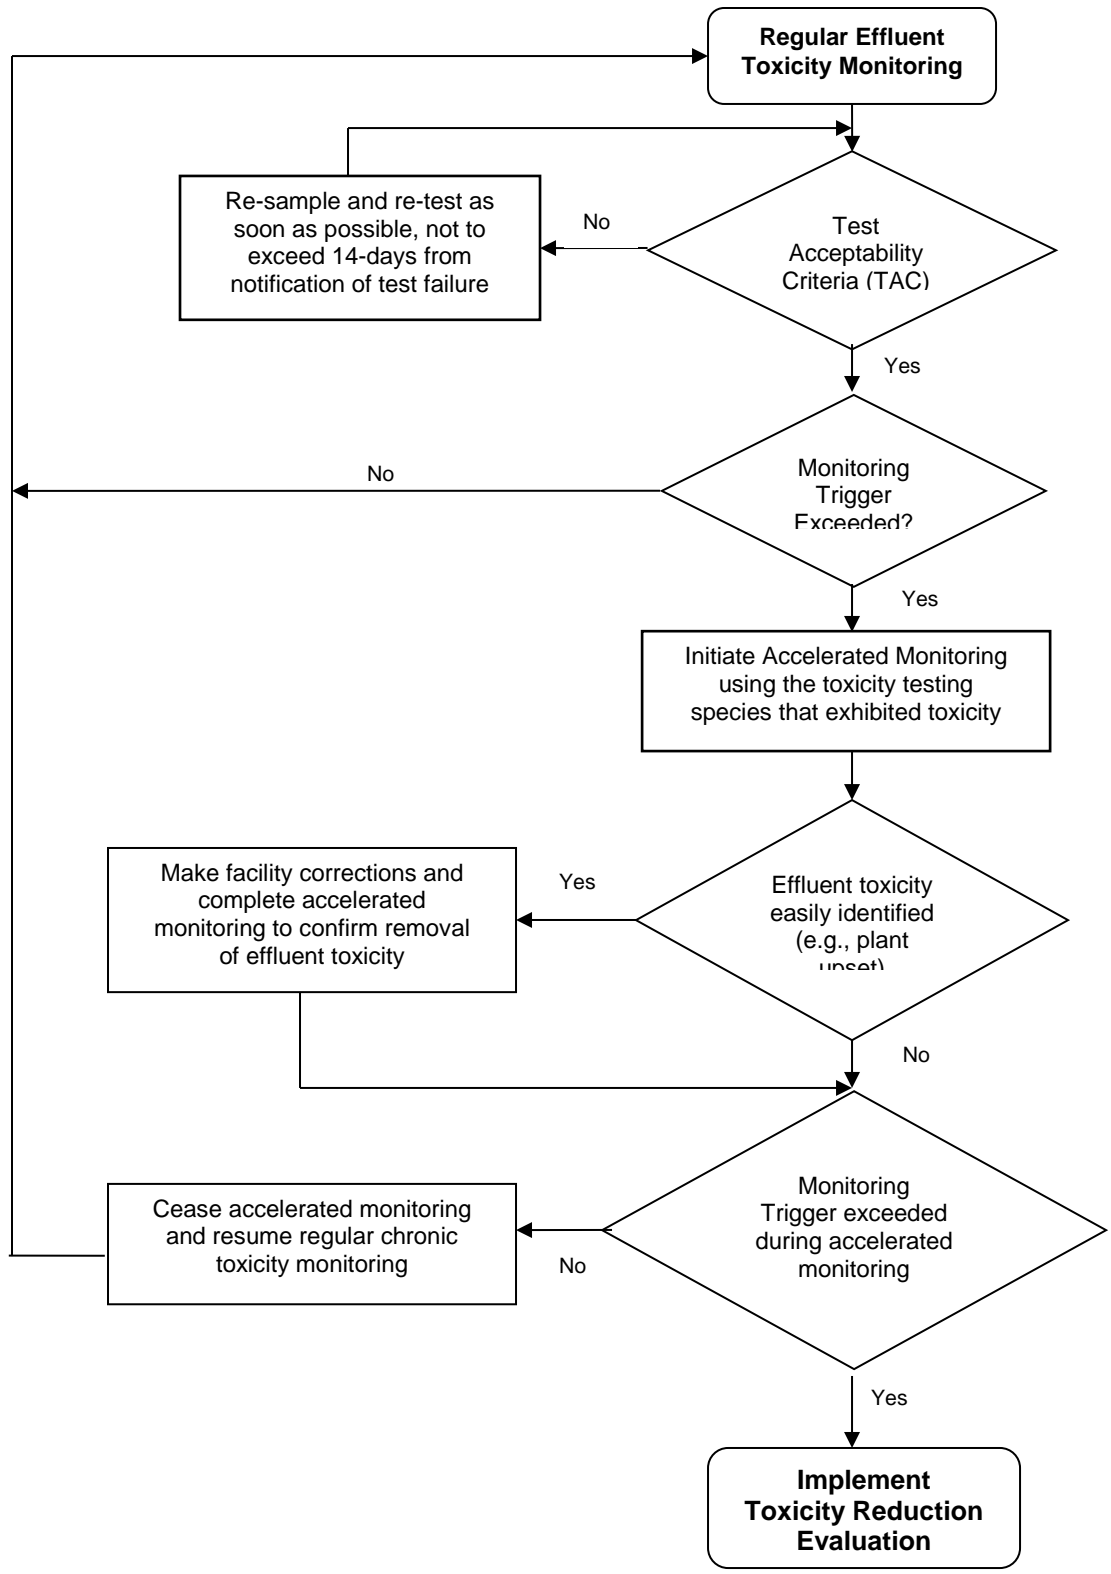 Regular Effluent
Toxicity Monitoring
Re-sample and re-test as
soon as possible, not to
exceed 14-days from
notification of test failure
No
Test
Acceptability
Criteria (TAC)
Yes
No
Monitoring
Trigger
Exceeded?
Yes
Initiate Accelerated Monitoring
using the toxicity testing
species that exhibited toxicity
Make facility corrections and
complete accelerated
monitoring to confirm removal
of effluent toxicity
Yes
Effluent toxicity
easily identified
(e.g., plant
upset)
No
Cease accelerated monitoring
and resume regular chronic
toxicity monitoring
No
Monitoring
Trigger exceeded
during accelerated
monitoring
Yes
Implement
Toxicity Reduction
Evaluation